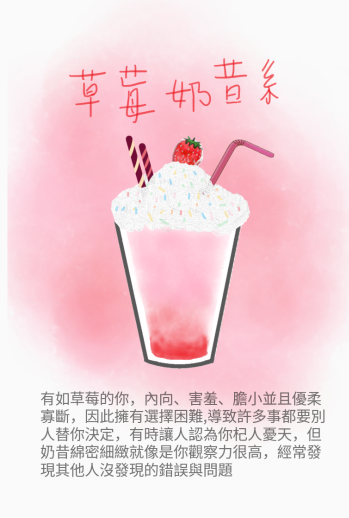 草莓奶昔系
有如草莓的你，內向、害羞、膽小並且優柔
寡斷，因此擁有選擇困難,導致許多事都要別
人替你決定，有時讓人認為你杞人憂天，但
奶昔綿密細緻就像是你觀察力很高，經常發
現其他人沒發現的錯誤與問題